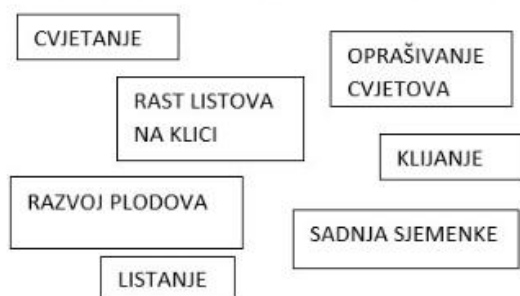 CVJETANJE
OPRAŠIVANJE
CVJETOVA
RAST LISTOVA
NA KLICI
KLIJANJE
RAZVOJ PLODOVA
SADNJA SJEMENKE
LISTANJE